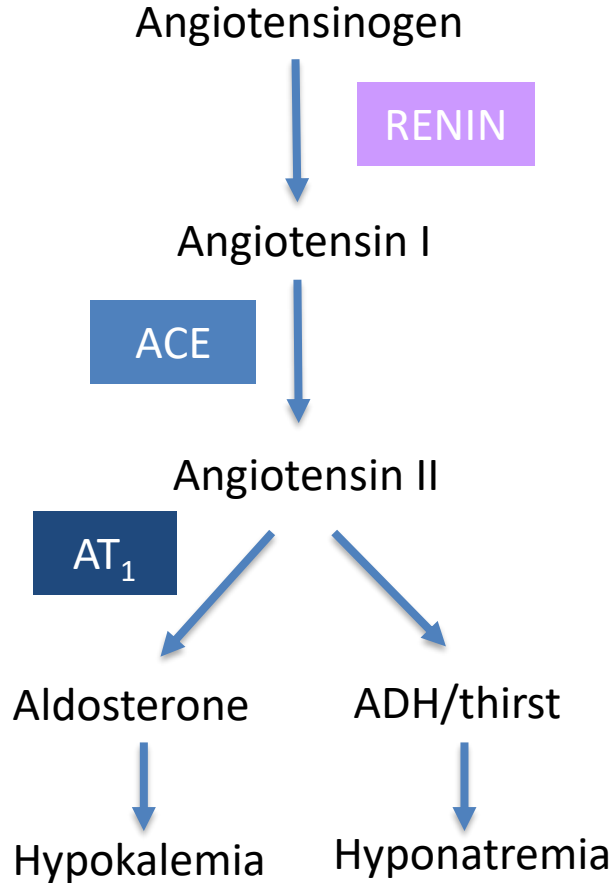 Angiotensinogen
RENIN
Angiotensin I
ACE
Angiotensin II
AT₁
Aldosterone
ADH/thirst
Hypokalemia
Hyponatremia